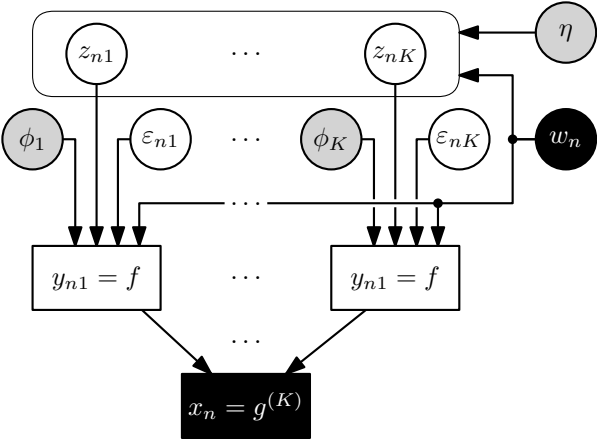 z_{n1} ⋯ z_{nK} η
ϕ_1 ε_{n1} ⋯ ϕ_K ε_{nK} w_n
⋯
y_{n1} = f ⋯ y_{n1} = f
⋯
x_n = g^{(K)}